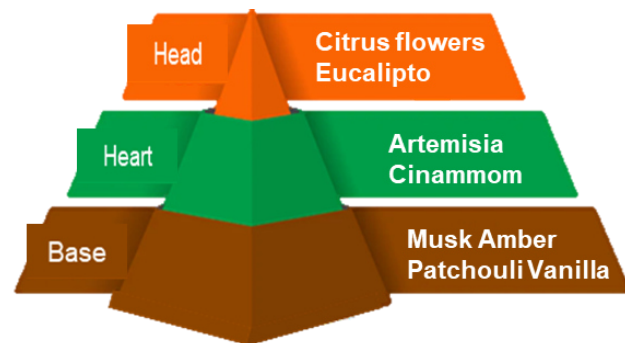 Head
Citrus flowers
Eucalipto
Heart
Artemisia
Cinammom
Base
Musk Amber
Patchouli Vanilla